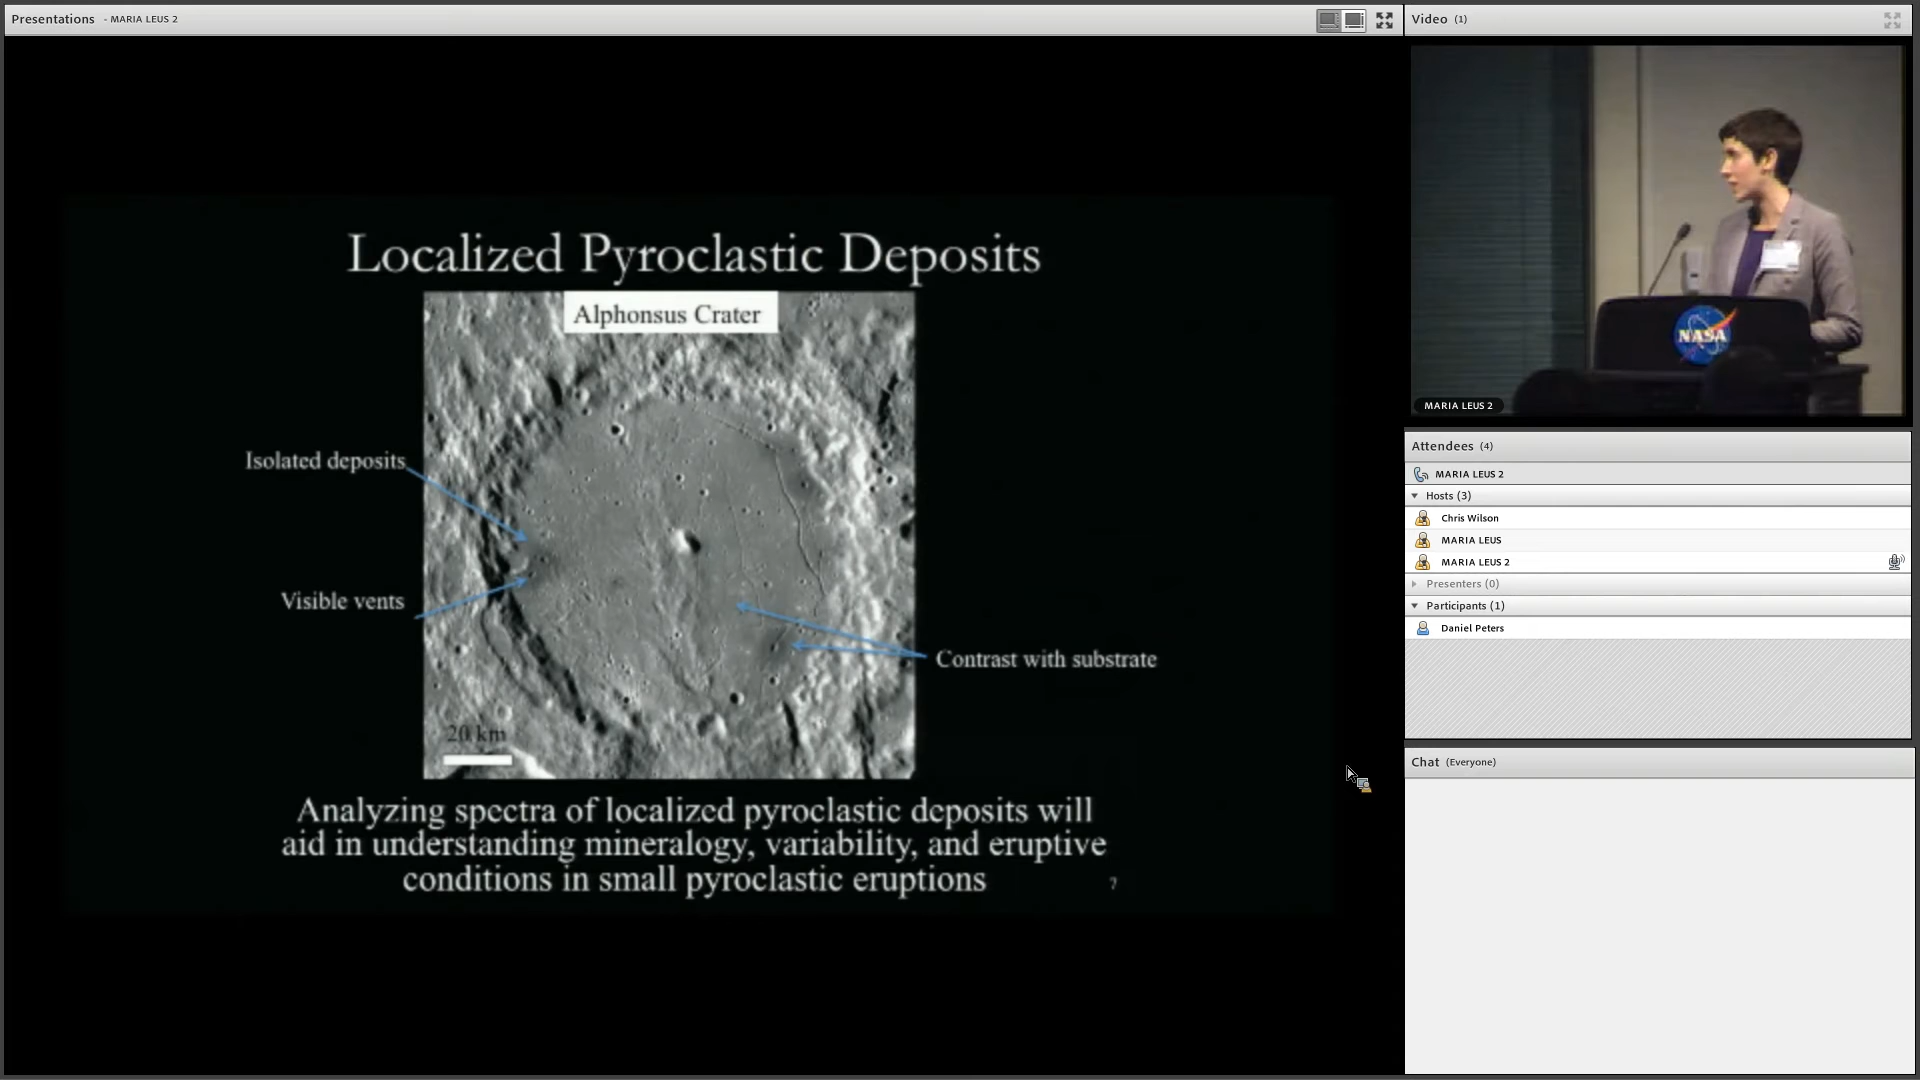 Presentations - MARIA LEUS 2
Localized Pyroclastic Deposits
Alphonsus Crater
Isolated deposits
Visible vents
Contrast with substrate
20 km
Analyzing spectra of localized pyroclastic deposits will
aid in understanding mineralogy, variability, and eruptive
conditions in small pyroclastic eruptions
7
Video (1)
NASA
MARIA LEUS 2
Attendees (4)
MARIA LEUS 2
Hosts (3)
Chris Wilson
MARIA LEUS
MARIA LEUS 2
Presenters (0)
Participants (1)
Daniel Peters
Chat (Everyone)